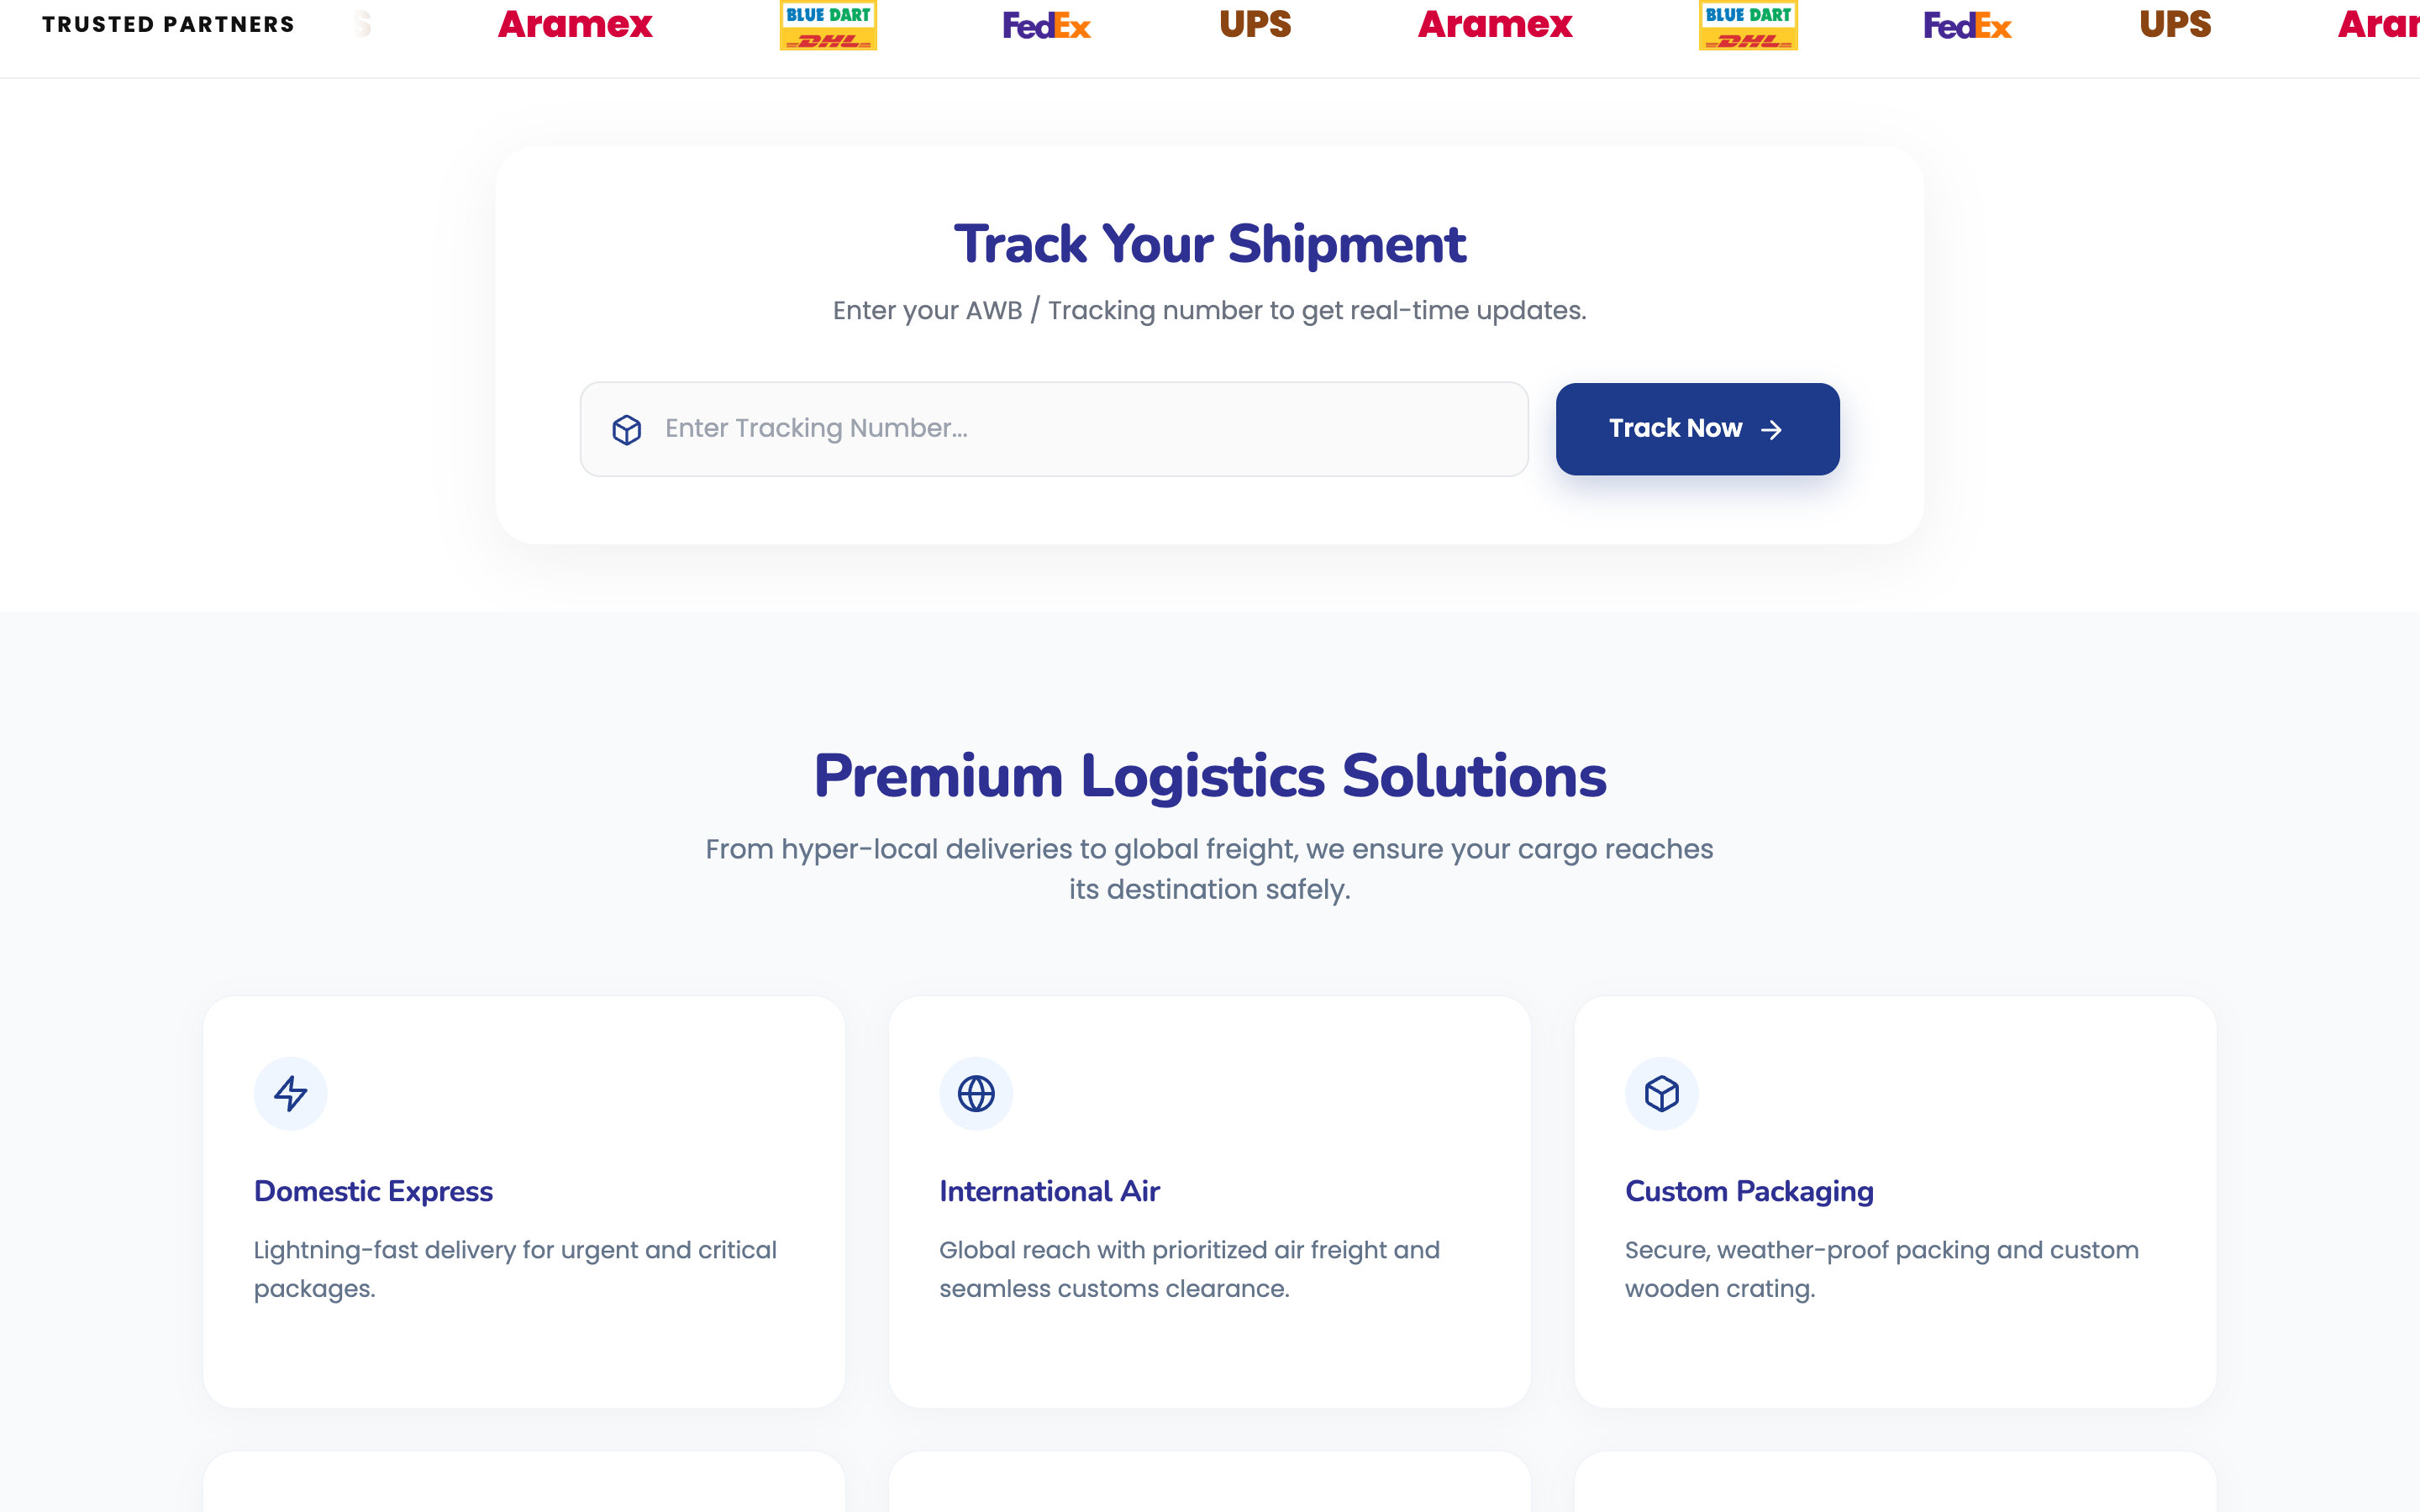 TRUSTED PARTNERS S Aramex BLUE DART DHL FedEx UPS Aramex BLUE DART DHL FedEx UPS Aram
Track Your Shipment
Enter your AWB / Tracking number to get real-time updates.
Enter Tracking Number...
Track Now
Premium Logistics Solutions
From hyper-local deliveries to global freight, we ensure your cargo reaches
its destination safely.
Domestic Express
Lightning-fast delivery for urgent and critical
packages.
International Air
Global reach with prioritized air freight and
seamless customs clearance.
Custom Packaging
Secure, weather-proof packing and custom
wooden crating.